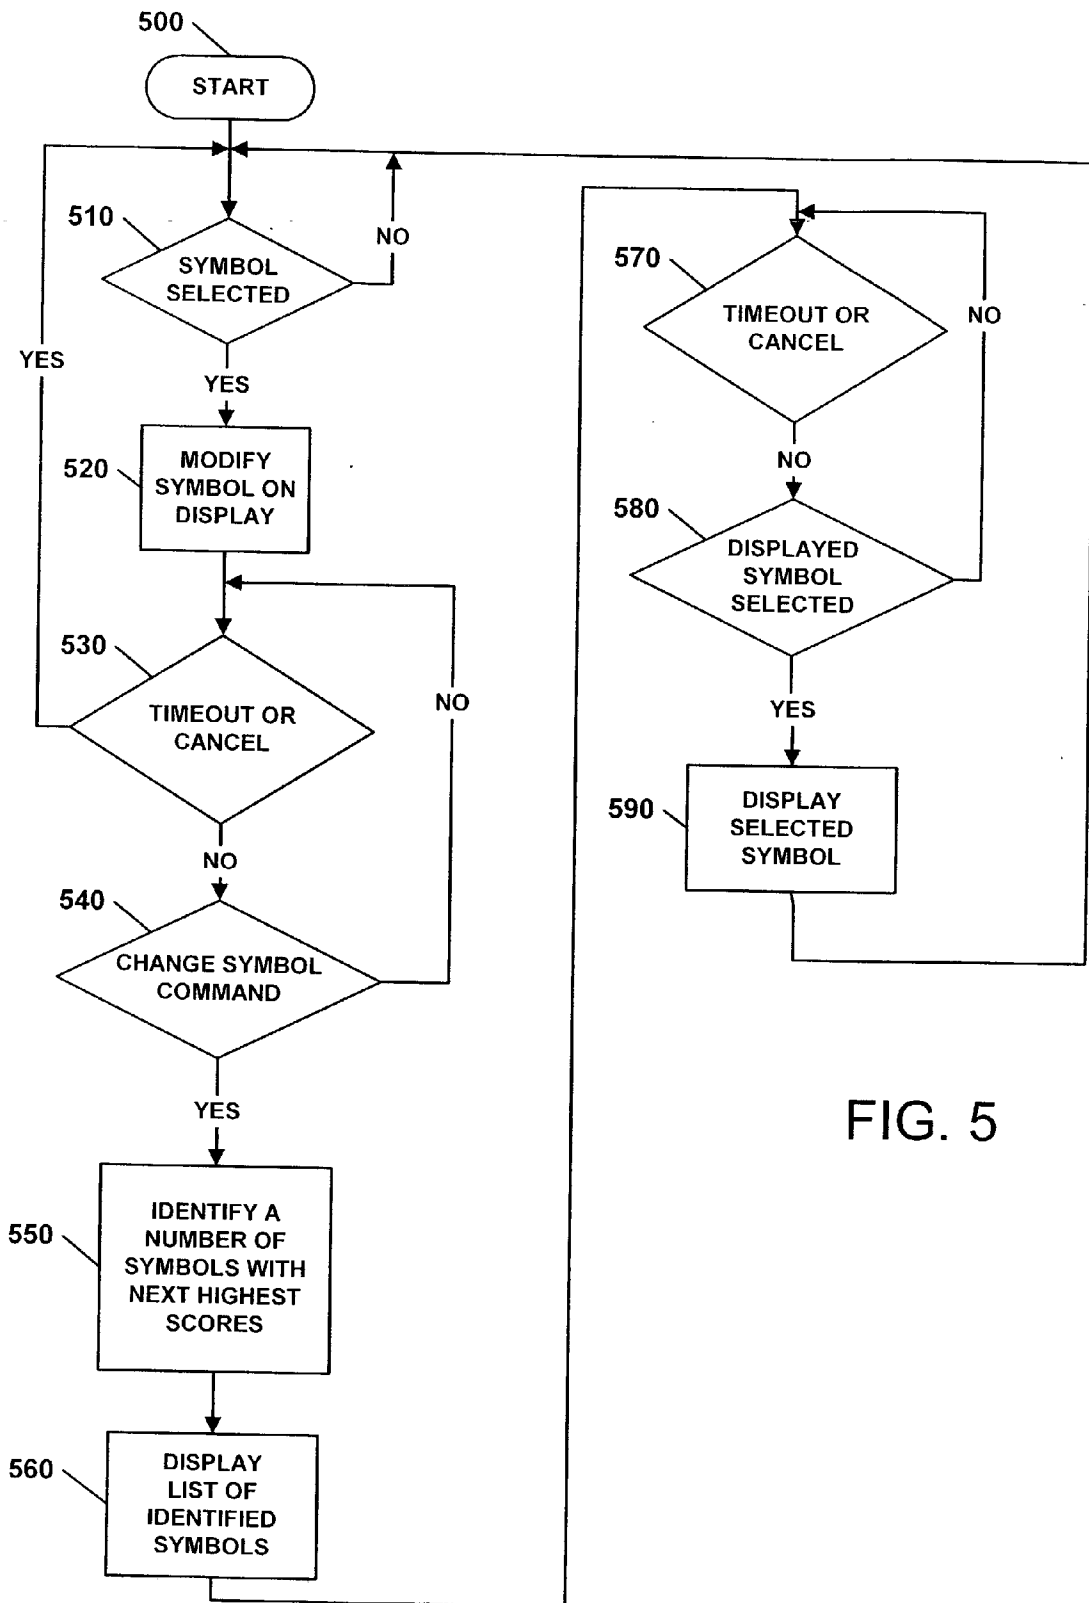 500
START
510
SYMBOL
SELECTED
NO
YES
YES
520
MODIFY
SYMBOL ON
DISPLAY
530
TIMEOUT OR
CANCEL
NO
NO
540
CHANGE SYMBOL
COMMAND
YES
550
IDENTIFY A
NUMBER OF
SYMBOLS WITH
NEXT HIGHEST
SCORES
560
DISPLAY
LIST OF
IDENTIFIED
SYMBOLS
570
TIMEOUT OR
CANCEL
NO
NO
580
DISPLAYED
SYMBOL
SELECTED
YES
590
DISPLAY
SELECTED
SYMBOL
FIG. 5